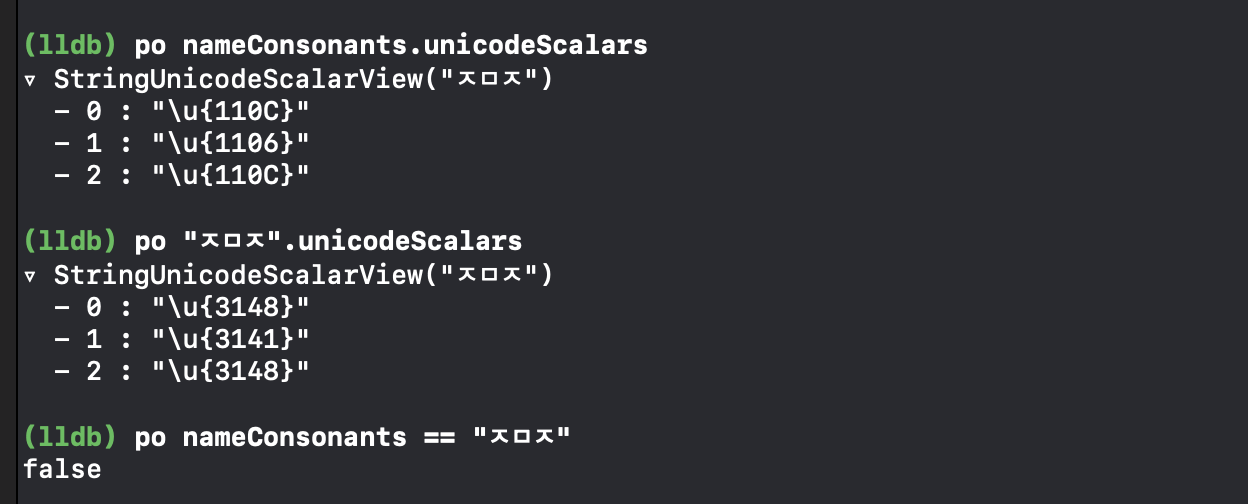 (lldb) po nameConsonants.unicodeScalars
▿ StringUnicodeScalarView("ᄌᄆᄌ")
  - 0 : "\u{110C}"
  - 1 : "\u{1106}"
  - 2 : "\u{110C}"
(lldb) po "ㅈㅁㅈ".unicodeScalars
▿ StringUnicodeScalarView("ㅈㅁㅈ")
  - 0 : "\u{3148}"
  - 1 : "\u{3141}"
  - 2 : "\u{3148}"
(lldb) po nameConsonants == "ㅈㅁㅈ"
false